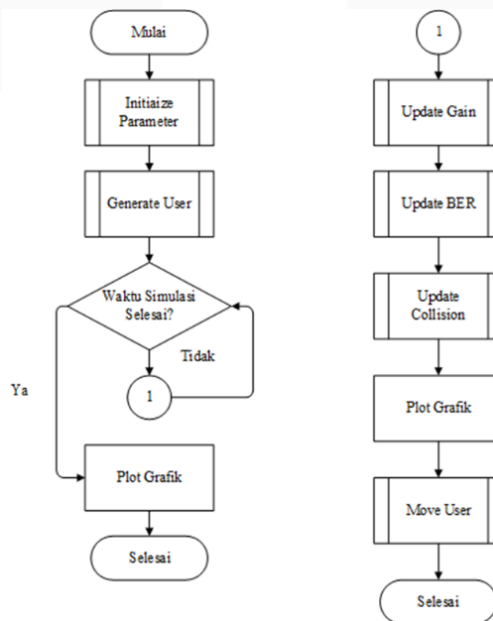 Mulai
Initiaize
Parameter
Generate User
Waktu Simulasi
Selesai?
Tidak
1
Ya
Plot Grafik
Selesai
1
Update Gain
Update BER
Update
Collision
Plot Grafik
Move User
Selesai